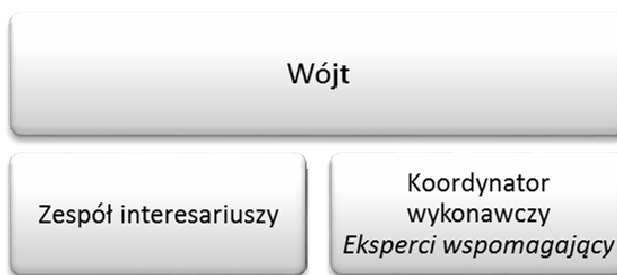 Wójt
Zespół interesariuszy
Koordynator
wykonawczy
Eksperci wspomagający